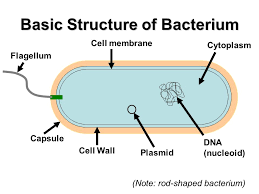 Basic Structure of Bacterium
Cell membrane
Cytoplasm
Flagellum
Capsule
Cell Wall
Plasmid
DNA
(nucleoid)
(Note: rod-shaped bacterium)